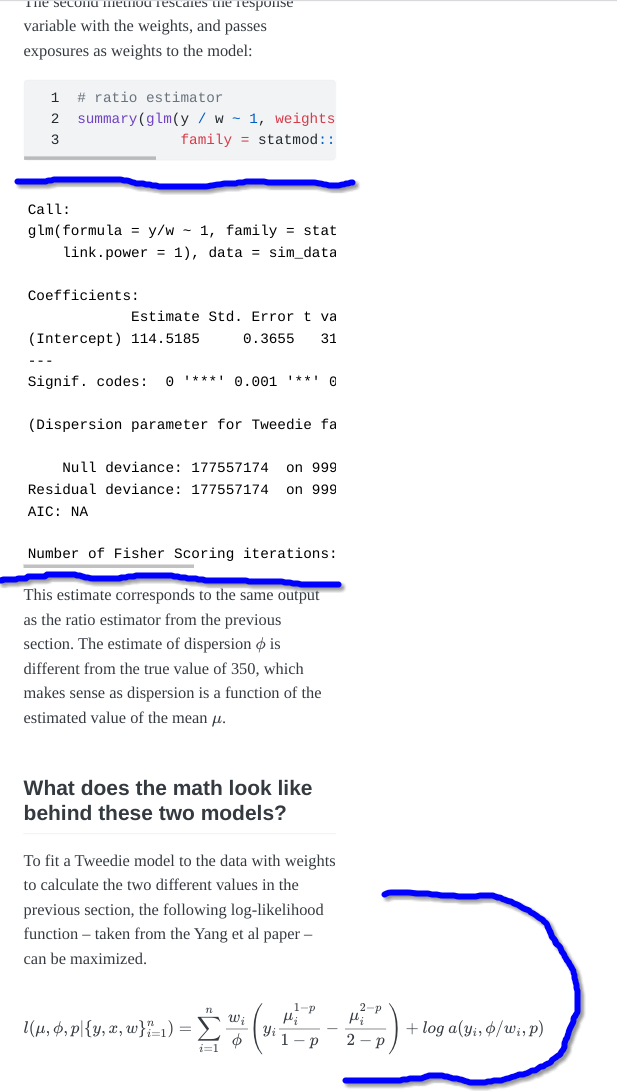 The second method rescales the response
variable with the weights, and passes
exposures as weights to the model:
1 # ratio estimator
2 summary(glm(y / w ~ 1, weights
3 family = statmod::
Call:
glm(formula = y/w ~ 1, family = stat
link.power = 1), data = sim_data
Coefficients:
Estimate Std. Error t va
(Intercept) 114.5185 0.3655 31
---
Signif. codes: 0 '***' 0.001 '**' 0
(Dispersion parameter for Tweedie fa
Null deviance: 177557174 on 999
Residual deviance: 177557174 on 999
AIC: NA
Number of Fisher Scoring iterations:
This estimate corresponds to the same output
as the ratio estimator from the previous
section. The estimate of dispersion ϕ is
different from the true value of 350, which
makes sense as dispersion is a function of the
estimated value of the mean μ.
What does the math look like
behind these two models?
To fit a Tweedie model to the data with weights
to calculate the two different values in the
previous section, the following log-likelihood
function – taken from the Yang et al paper –
can be maximized.
l(μ, ϕ, p|{y, x, w}_{i=1}^n) = \sum_{i=1}^{n} \frac{w_i}{ϕ} \left( y_i \frac{μ_i^{1-p}}{1-p} − \frac{μ_i^{2-p}}{2-p} \right) + log a(y_i, ϕ/w_i, p)